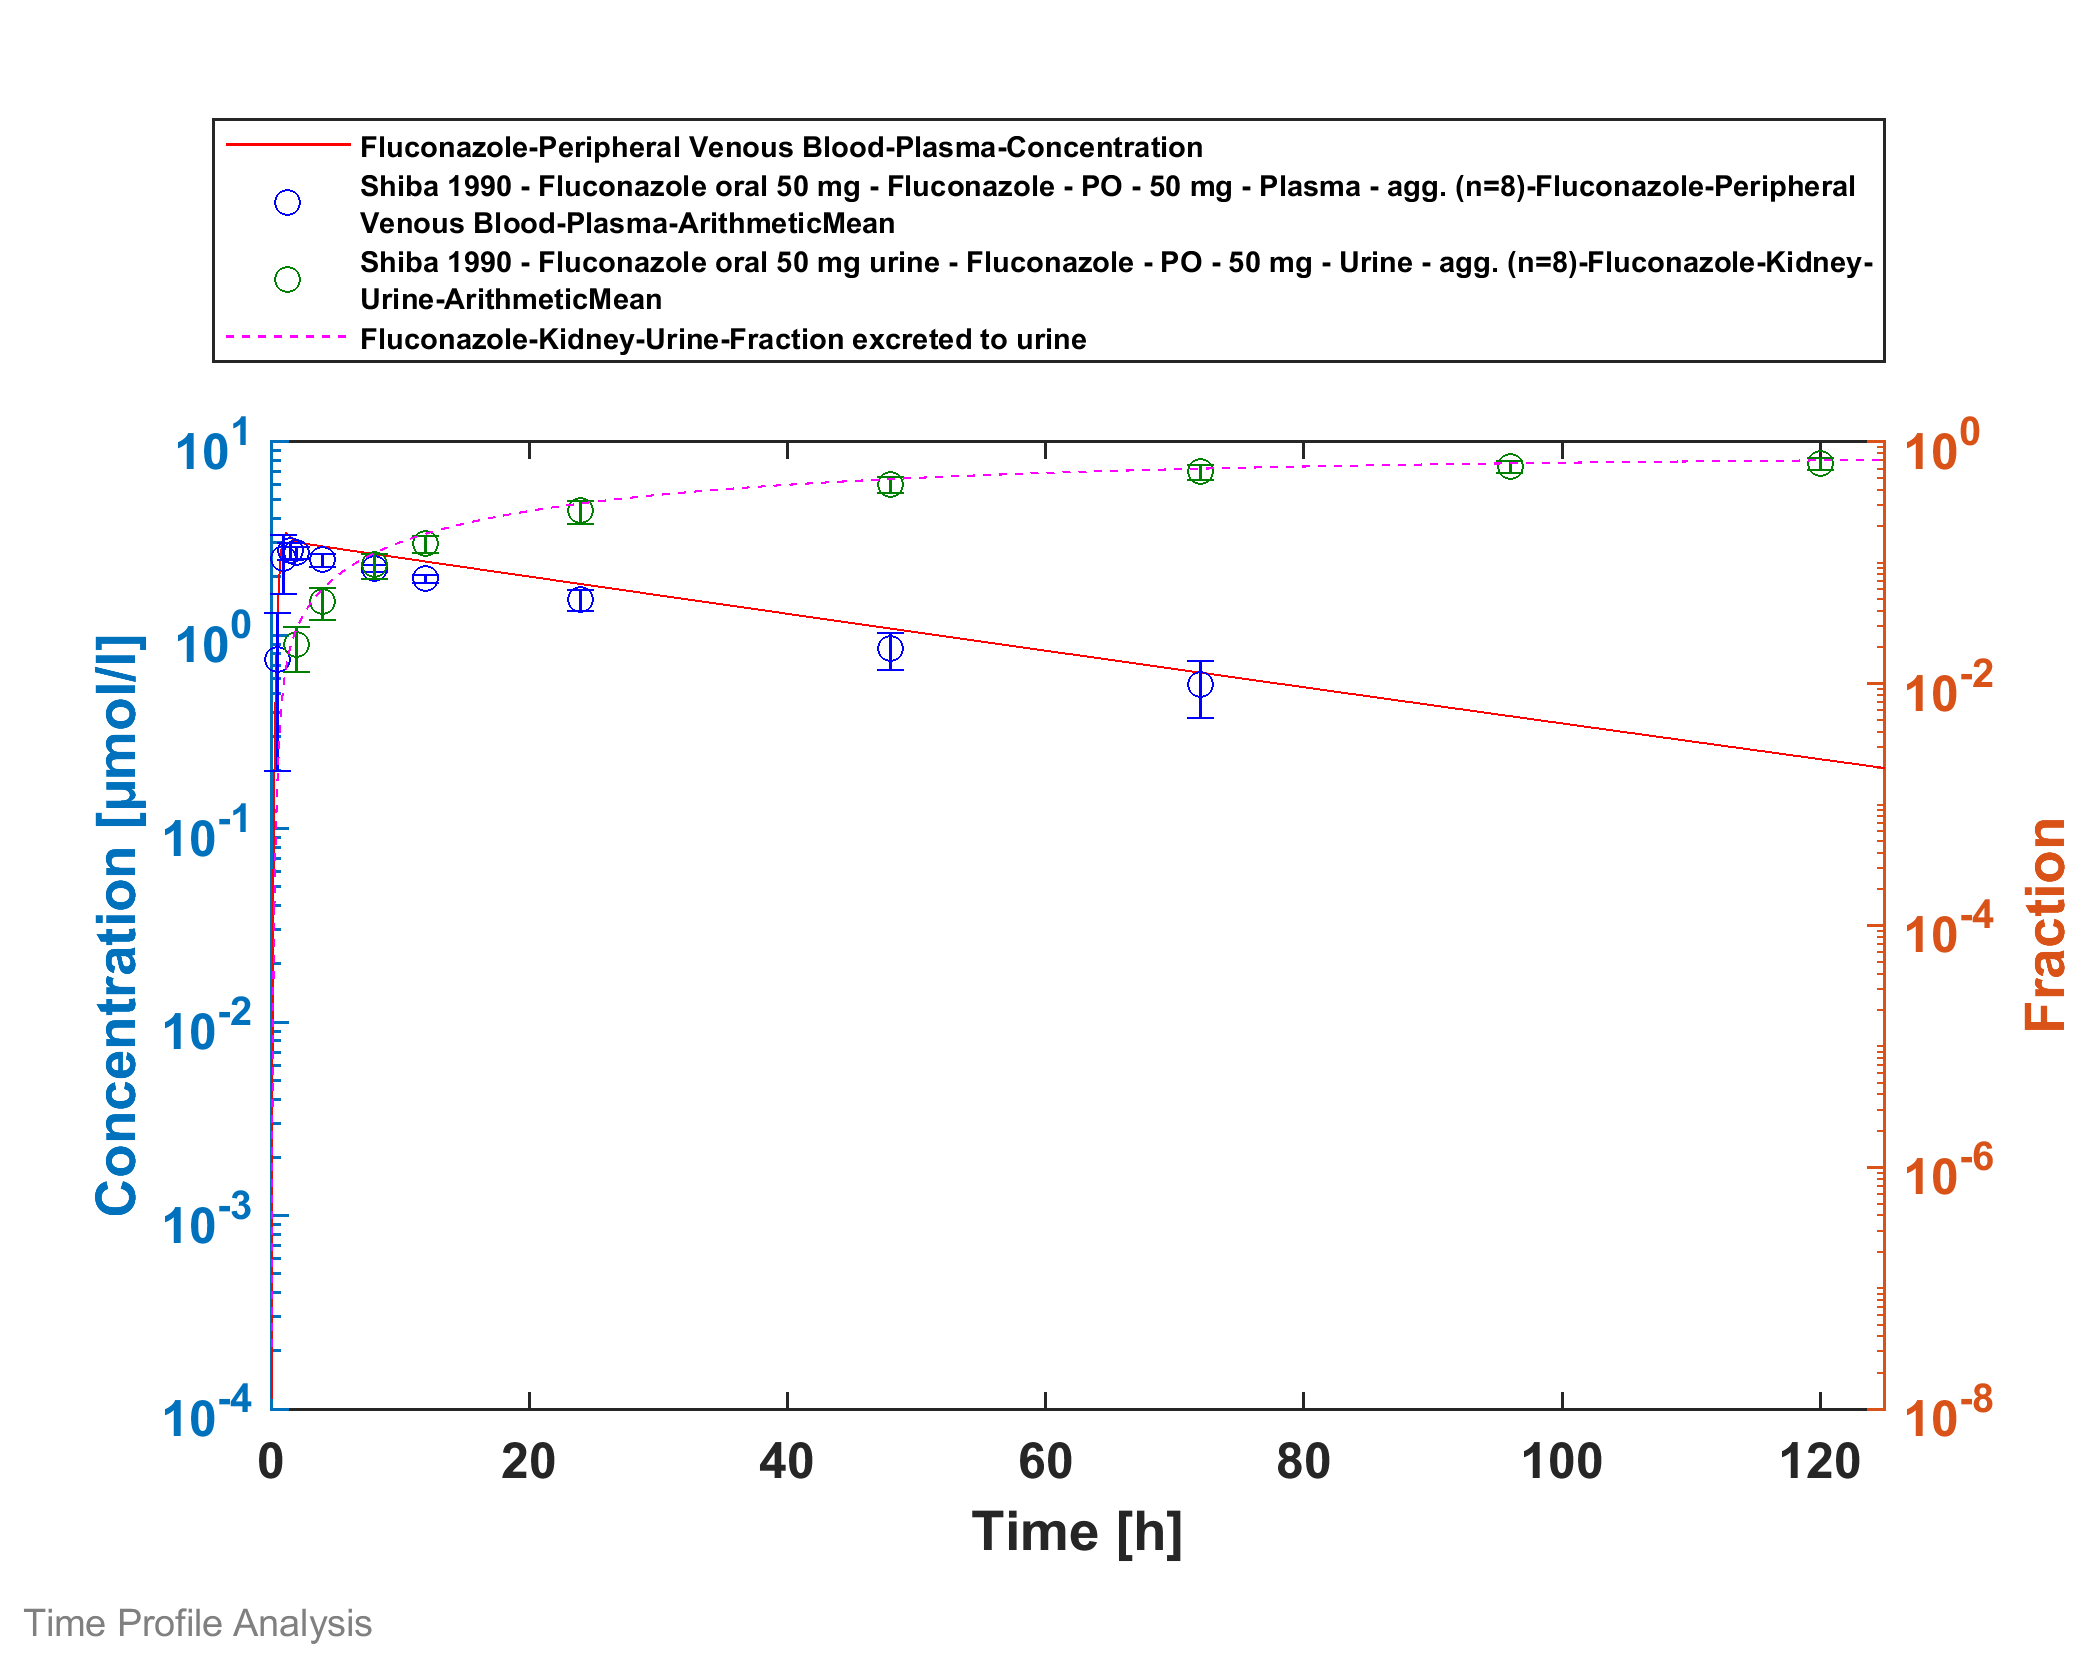 Fluconazole-Peripheral Venous Blood-Plasma-Concentration
Shiba 1990 - Fluconazole oral 50 mg - Fluconazole - PO - 50 mg - Plasma - agg. (n=8)-Fluconazole-Peripheral
Venous Blood-Plasma-ArithmeticMean
Shiba 1990 - Fluconazole oral 50 mg urine - Fluconazole - PO - 50 mg - Urine - agg. (n=8)-Fluconazole-Kidney-
Urine-ArithmeticMean
Fluconazole-Kidney-Urine-Fraction excreted to urine
10^1
10^0
10^-1
10^-2
10^-3
10^-4
Concentration [µmol/l]
10^0
10^-2
10^-4
10^-6
10^-8
Fraction
0 20 40 60 80 100 120
Time [h]
Time Profile Analysis